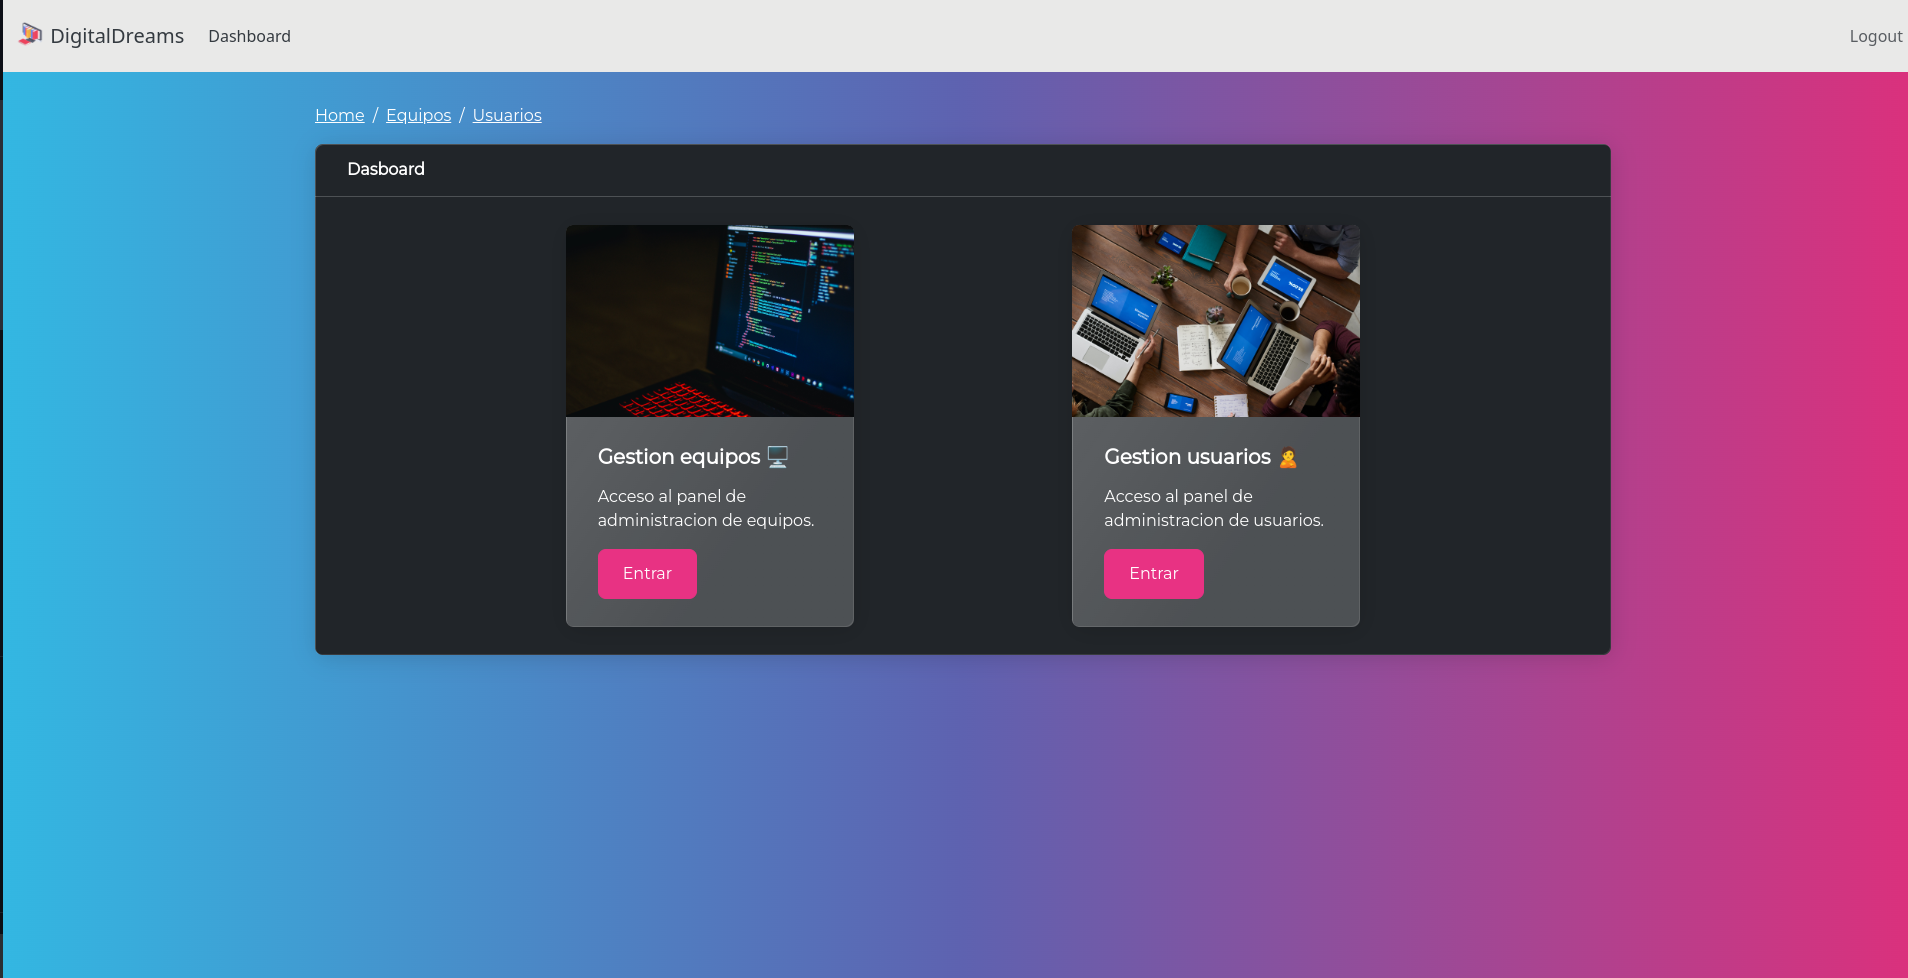 DigitalDreams Dashboard Logout
Home / Equipos / Usuarios
Dasboard
Gestion equipos 🖥️
Acceso al panel de
administracion de equipos.
Entrar
Gestion usuarios 🙎
Acceso al panel de
administracion de usuarios.
Entrar